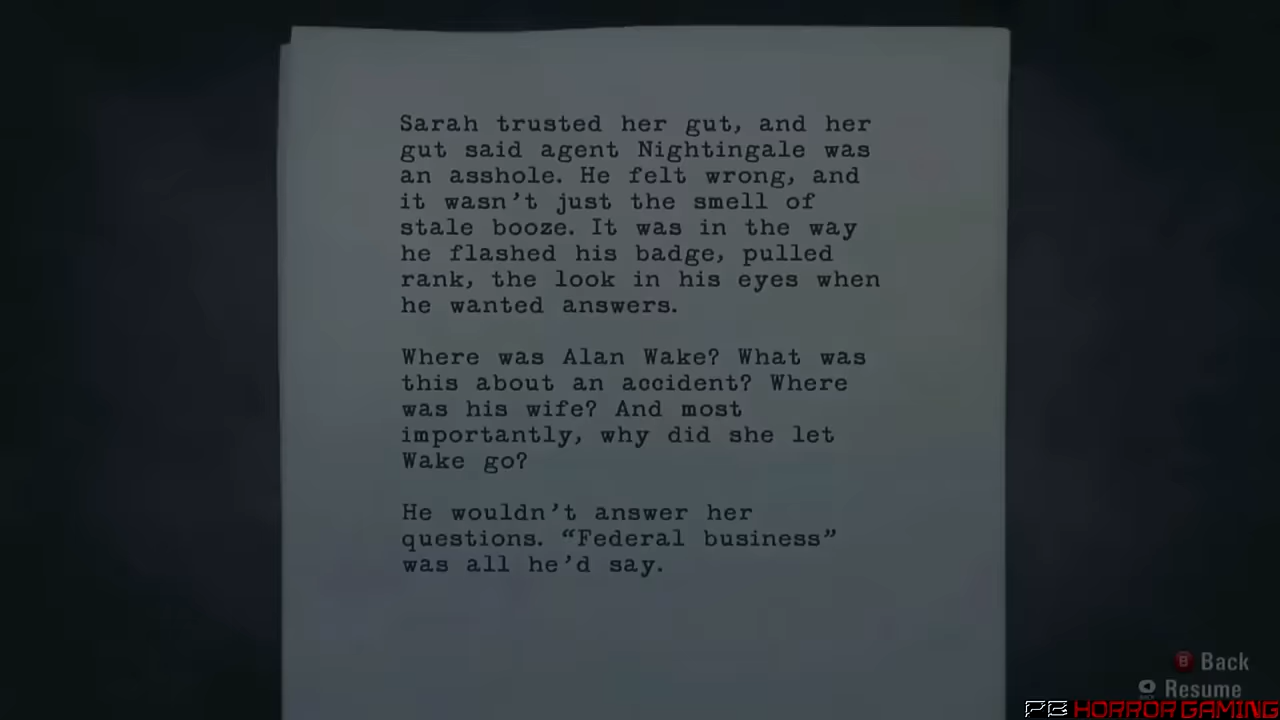 Sarah trusted her gut, and her
gut said agent Nightingale was
an asshole. He felt wrong, and
it wasn't just the smell of
stale booze. It was in the way
he flashed his badge, pulled
rank, the look in his eyes when
he wanted answers.
Where was Alan Wake? What was
this about an accident? Where
was his wife? And most
importantly, why did she let
Wake go?
He wouldn't answer her
questions. “Federal business”
was all he'd say.
B Back
Resume
HORROR GAMING